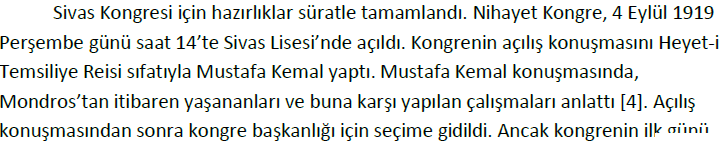 Sivas Kongresi için hazırlıklar süratle tamamlandı. Nihayet Kongre, 4 Eylül 1919
Perşembe günü saat 14’te Sivas Lisesi’nde açıldı. Kongrenin açılış konuşmasını Heyet-i
Temsiliye Reisi sıfatıyla Mustafa Kemal yaptı. Mustafa Kemal konuşmasında,
Mondros’tan itibaren yaşananları ve buna karşı yapılan çalışmaları anlattı [4]. Açılış
konuşmasından sonra kongre başkanlığı için seçime gidildi. Ancak kongrenin ilk günü